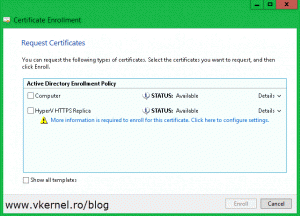 Certificate Enrollment
Request Certificates
You can request the following types of certificates. Select the certificates you want to request, and then
click Enroll.
Active Directory Enrollment Policy
Computer STATUS: Available Details
HyperV HTTPS Replica STATUS: Available Details
More information is required to enroll for this certificate. Click here to configure settings.
Show all templates
www.vkernel.ro/blog
Enroll Cancel